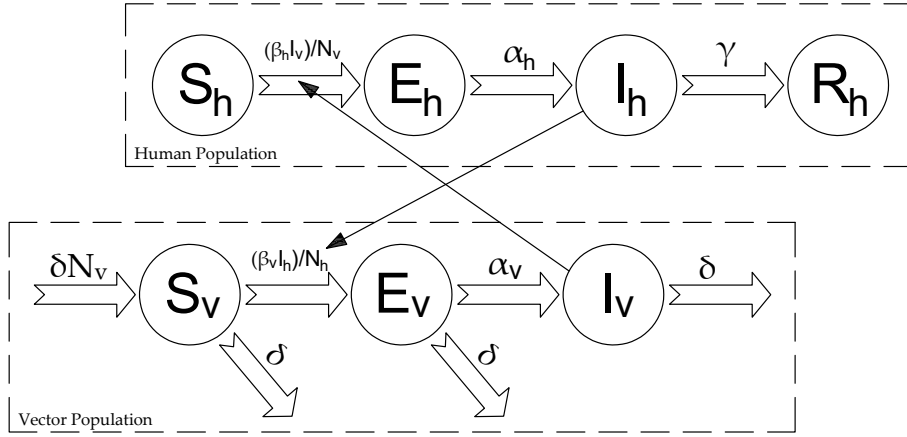 (βₕIᵥ)/Nᵥ αₕ γ
Sₕ Eₕ Iₕ Rₕ
Human Population
δNᵥ (βᵥIₕ)/Nₕ αᵥ δ
Sᵥ Eᵥ Iᵥ
δ δ
Vector Population